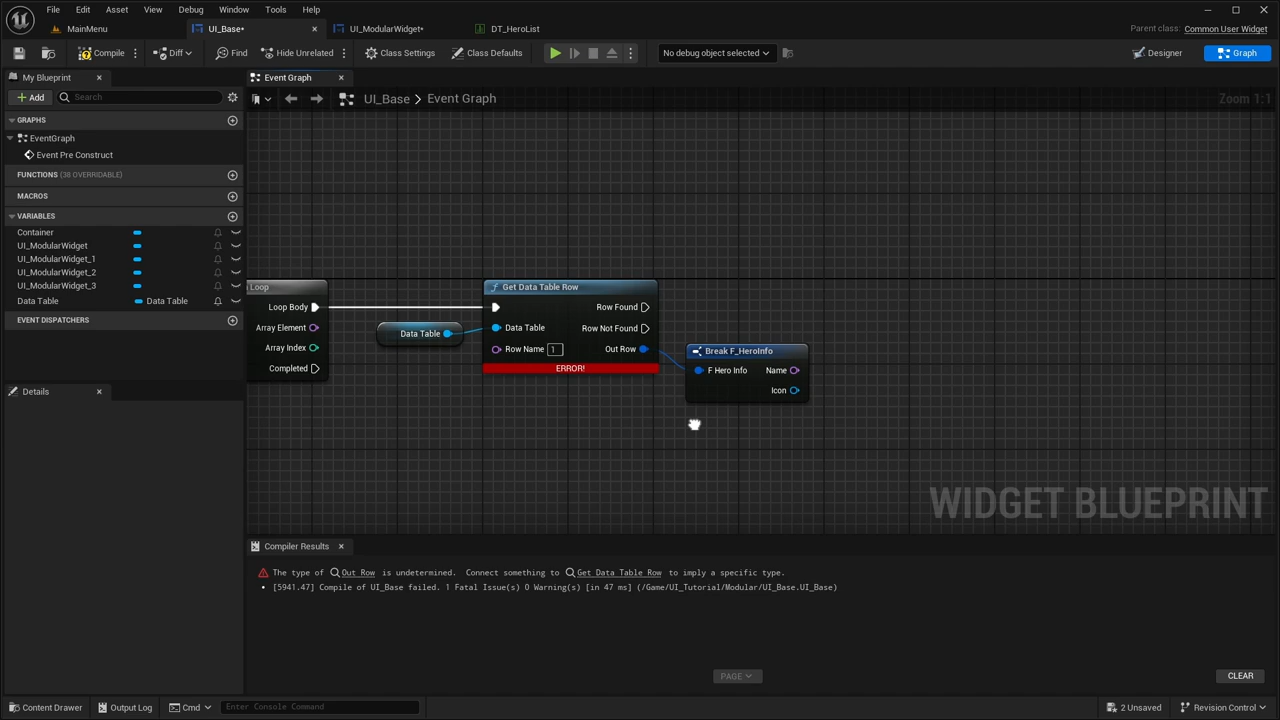 File Edit Asset View Debug Window Tools Help
MainMenu UI_Base* UI_ModularWidget* DT_HeroList
Parent class: Common User Widget
Compile Diff Find Hide Unrelated Class Settings Class Defaults No debug object selected Designer Graph
My Blueprint Event Graph
Add Search UI_Base > Event Graph Zoom 1:1
GRAPHS
EventGraph
Event Pre Construct
FUNCTIONS (38 OVERRIDABLE)
MACROS
VARIABLES
Container
UI_ModularWidget
UI_ModularWidget_1
UI_ModularWidget_2
UI_ModularWidget_3
Data Table Data Table
EVENT DISPATCHERS
Details
Loop
Loop Body
Array Element
Array Index
Completed
Data Table
Get Data Table Row
Row Found
Data Table Row Not Found
Row Name 1 Out Row
ERROR!
Break F_HeroInfo
F Hero Info Name
Icon
WIDGET BLUEPRINT
Compiler Results
The type of Out Row is undetermined. Connect something to Get Data Table Row to imply a specific type.
[5941.47] Compile of UI_Base failed. 1 Fatal Issue(s) 0 Warning(s) [in 47 ms] (/Game/UI_Tutorial/Modular/UI_Base.UI_Base)
PAGE CLEAR
Content Drawer Output Log Cmd Enter Console Command 2 Unsaved Revision Control